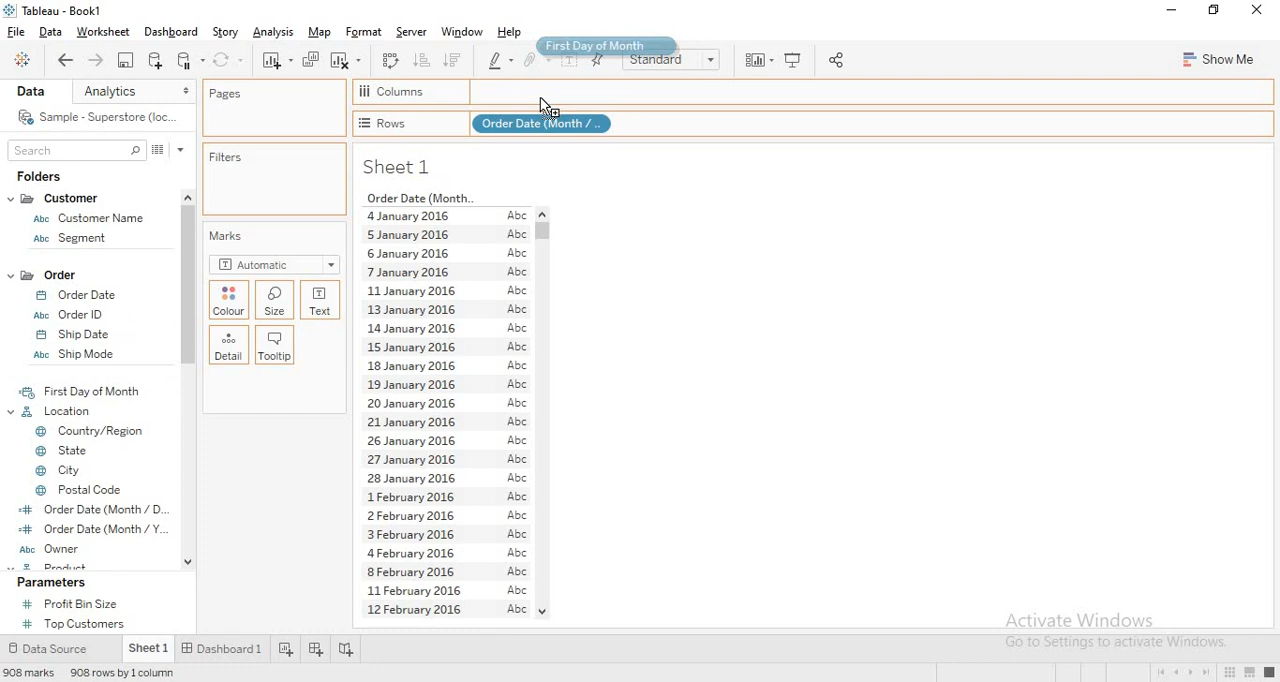 Tableau - Book1
File Data Worksheet Dashboard Story Analysis Map Format Server Window Help
First Day of Month
Standard
Show Me
Data
Analytics
Sample - Superstore (loc...
Search
Folders
Customer
Abc Customer Name
Abc Segment
Order
Order Date
Abc Order ID
Ship Date
Abc Ship Mode
First Day of Month
Location
Country/Region
State
City
Postal Code
Order Date (Month / D...
Order Date (Month / Y...
Abc Owner
Product
Parameters
# Profit Bin Size
# Top Customers
Pages
Filters
Marks
Automatic
Colour
Size
Text
Detail
Tooltip
Columns
Rows
Order Date (Month / ..
Sheet 1
Order Date (Month..
4 January 2016 Abc
5 January 2016 Abc
6 January 2016 Abc
7 January 2016 Abc
11 January 2016 Abc
13 January 2016 Abc
14 January 2016 Abc
15 January 2016 Abc
18 January 2016 Abc
19 January 2016 Abc
20 January 2016 Abc
21 January 2016 Abc
26 January 2016 Abc
27 January 2016 Abc
28 January 2016 Abc
1 February 2016 Abc
2 February 2016 Abc
3 February 2016 Abc
4 February 2016 Abc
8 February 2016 Abc
11 February 2016 Abc
12 February 2016 Abc
Activate Windows
Go to Settings to activate Windows.
Data Source
Sheet 1
Dashboard 1
908 marks 908 rows by 1 column